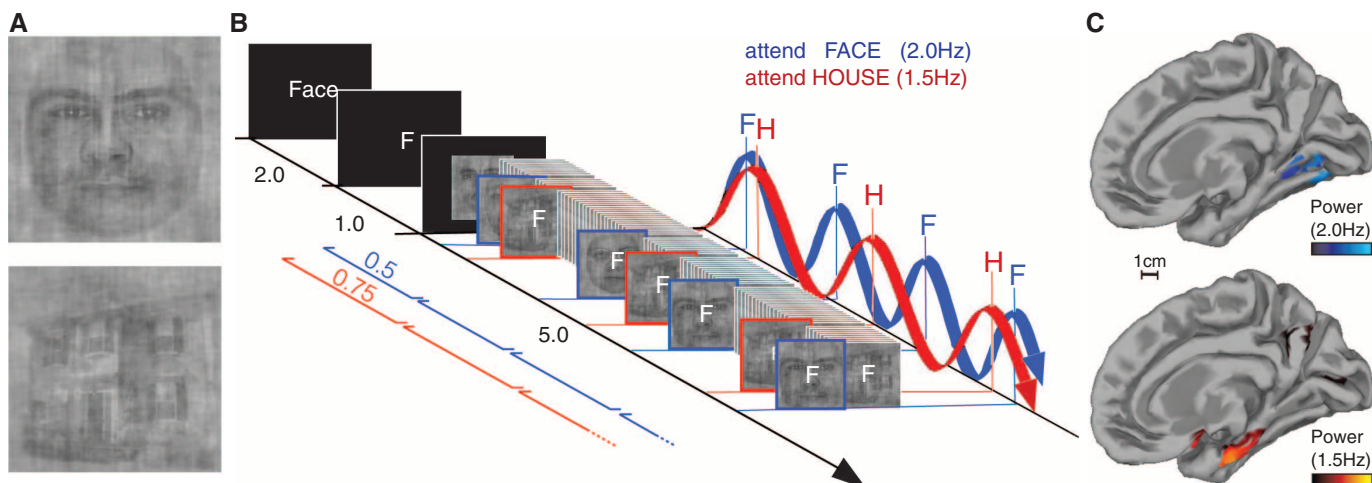 A
B
C
attend FACE (2.0Hz)
attend HOUSE (1.5Hz)
Face
F
F
F
F
F
F
F
F
F
H
F
H
F
H
F
2.0
1.0
5.0
0.5
0.75
Power
(2.0Hz)
1cm
Power
(1.5Hz)